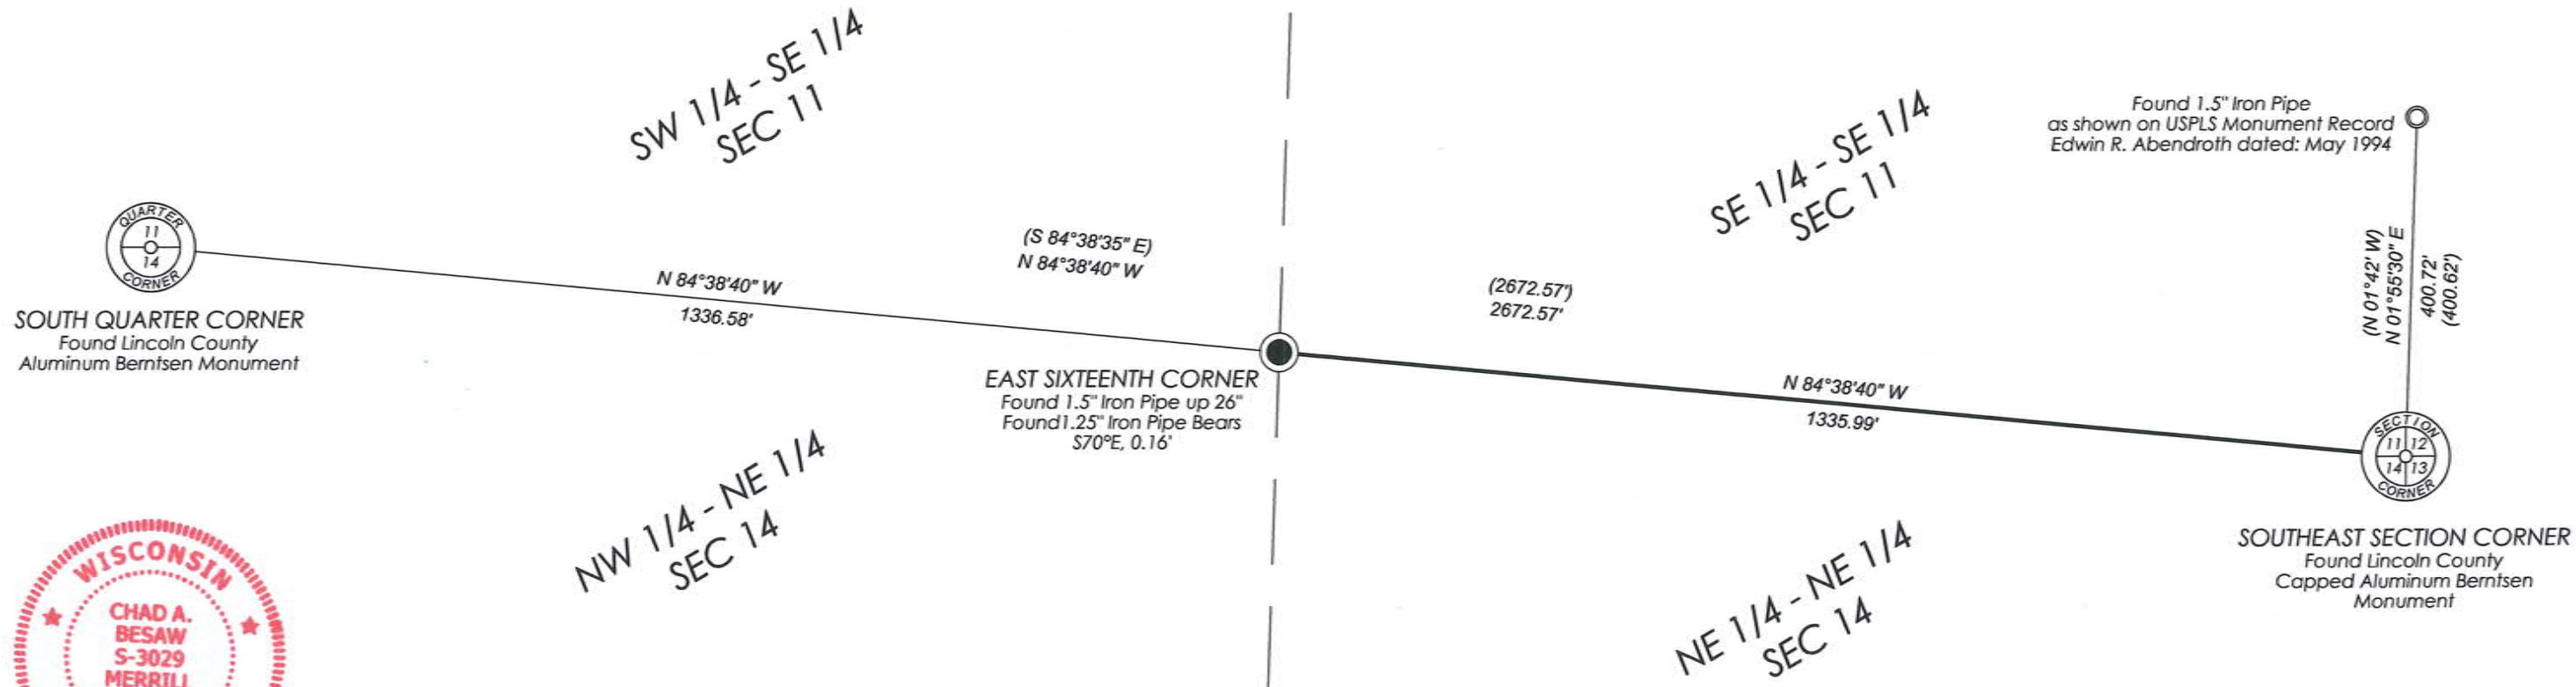 SW 1/4 - SE 1/4
SEC 11
SE 1/4 - SE 1/4
SEC 11
Found 1.5" Iron Pipe
as shown on USPLS Monument Record
Edwin R. Abendroth dated: May 1994
QUARTER
11
14
CORNER
SOUTH QUARTER CORNER
Found Lincoln County
Aluminum Berntsen Monument
N 84°38'40" W
1336.58'
(S 84°38'35" E)
N 84°38'40" W
(2672.57')
2672.57'
(N 01°42' W)
N 01°55'30" E
400.72'
(400.62')
EAST SIXTEENTH CORNER
Found 1.5" Iron Pipe up 26"
Found1.25" Iron Pipe Bears
S70°E, 0.16'
N 84°38'40" W
1335.99'
SECTION
11 12
14 13
CORNER
SOUTHEAST SECTION CORNER
Found Lincoln County
Capped Aluminum Berntsen
Monument
NW 1/4 - NE 1/4
SEC 14
NE 1/4 - NE 1/4
SEC 14
WISCONSIN
CHAD A.
BESAW
S-3029
MERRILL